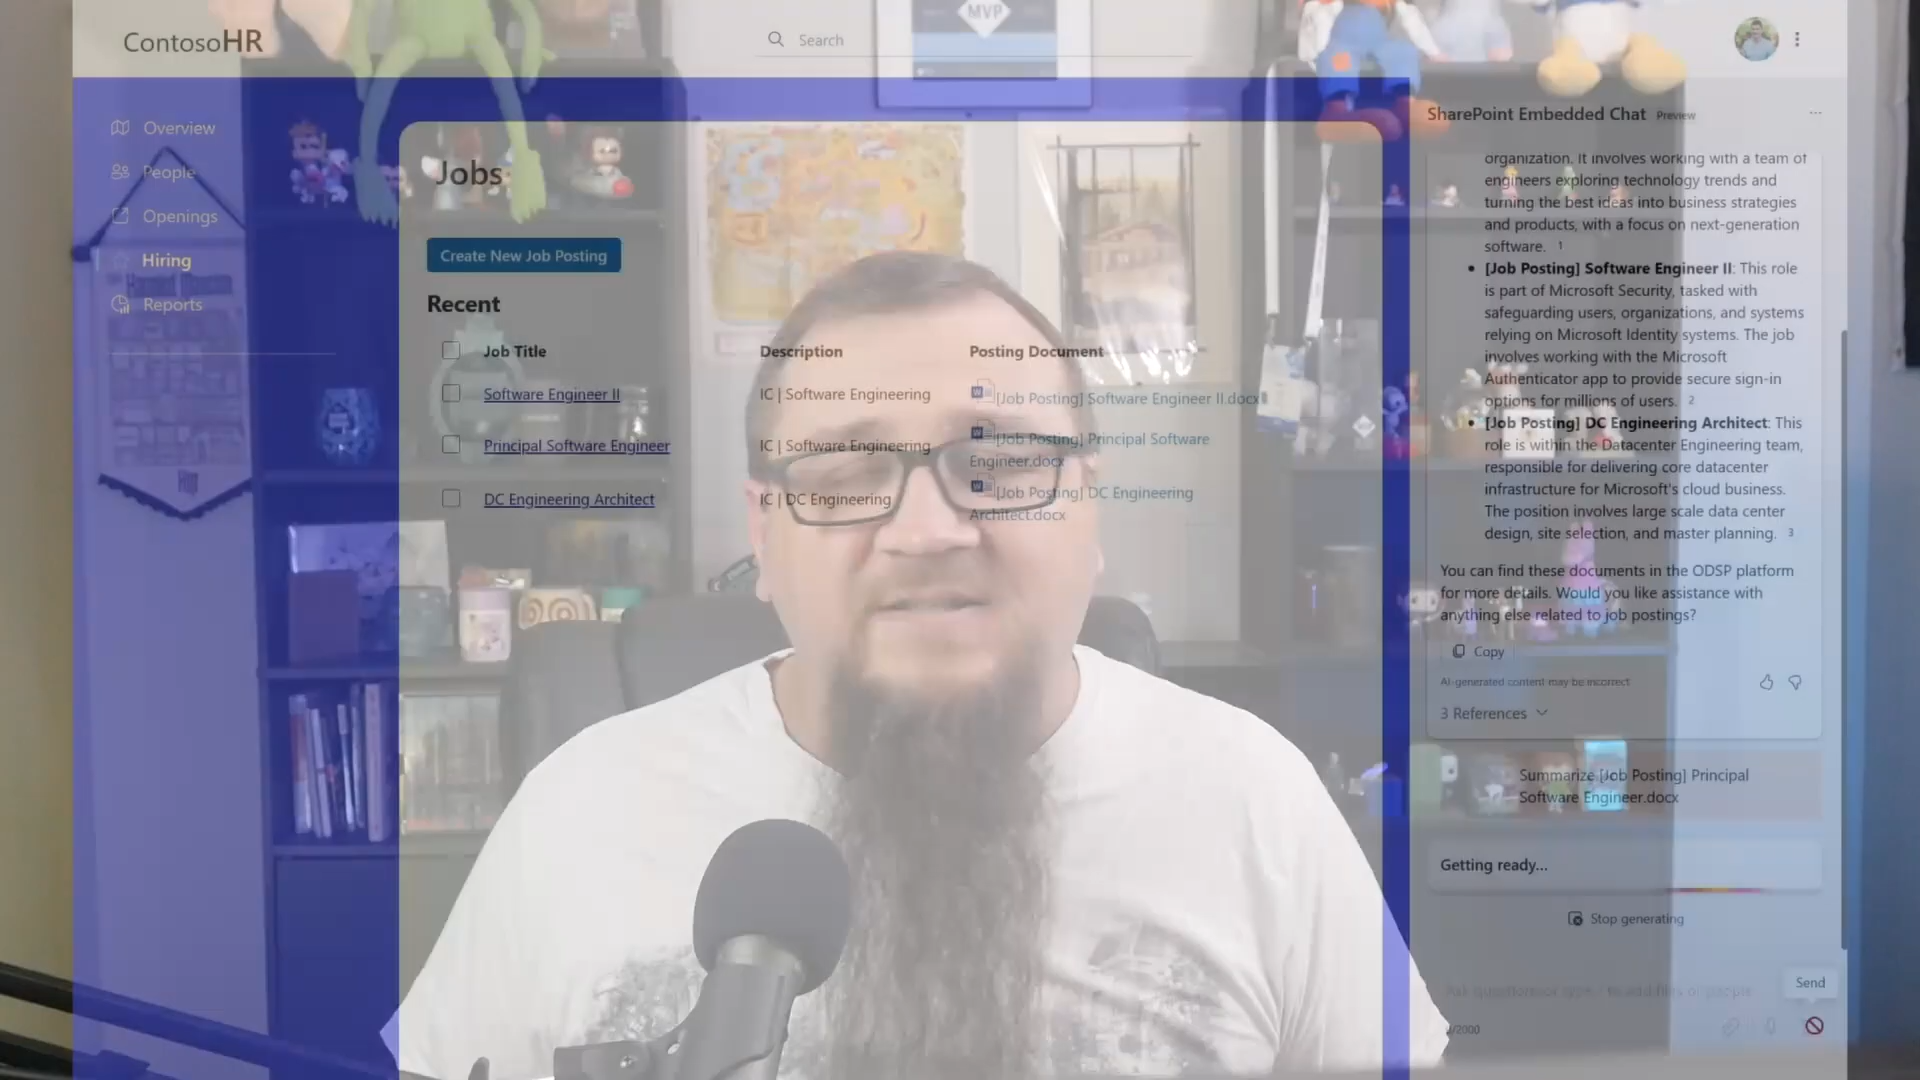 ContosoHR
Search
MVP
Overview
People
Openings
Hiring
Reports
Jobs
Create New Job Posting
Recent
Job Title
Description
Posting Document
Software Engineer II
IC | Software Engineering
[Job Posting] Software Engineer II.docx
Principal Software Engineer
IC | Software Engineering
[Job Posting] Principal Software
Engineer.docx
DC Engineering Architect
IC | DC Engineering
[Job Posting] DC Engineering
Architect.docx
SharePoint Embedded Chat Preview
organization. It involves working with a team of
engineers exploring technology trends and
turning the best ideas into business strategies
and products, with a focus on next-generation
software. 1
[Job Posting] Software Engineer II: This role
is part of Microsoft Security, tasked with
safeguarding users, organizations, and systems
relying on Microsoft Identity systems. The job
involves working with the Microsoft
Authenticator app to provide secure sign-in
options for millions of users. 2
[Job Posting] DC Engineering Architect: This
role is within the Datacenter Engineering team,
responsible for delivering core datacenter
infrastructure for Microsoft's cloud business.
The position involves large scale data center
design, site selection, and master planning. 3
You can find these documents in the ODSP platform
for more details. Would you like assistance with
anything else related to job postings?
Copy
AI-generated content may be incorrect
3 References
Summarize [Job Posting] Principal
Software Engineer.docx
Getting ready...
Stop generating
Send
Ask question or type / to add files or people
/2000